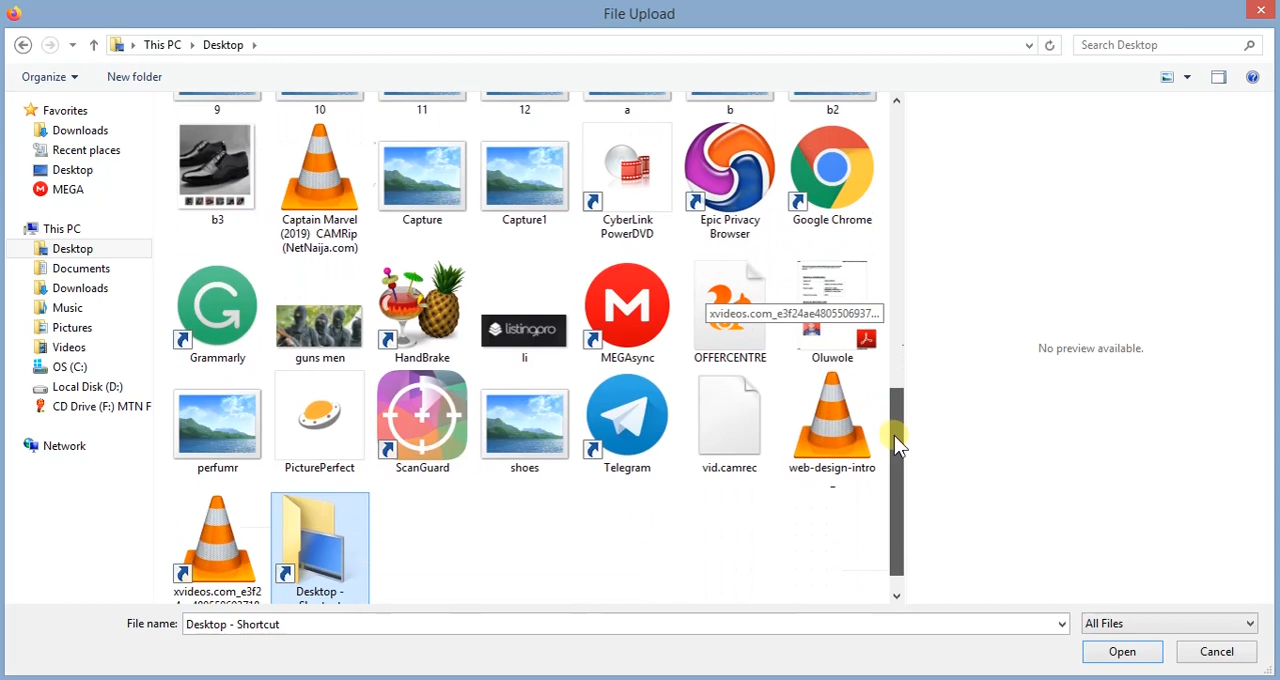 File Upload
This PC Desktop
Search Desktop
Organize New folder
Favorites
Downloads
Recent places
Desktop
MEGA
This PC
Desktop
Documents
Downloads
Music
Pictures
Videos
OS (C:)
Local Disk (D:)
CD Drive (F:) MTN F
Network
9 10 11 12 a b b2
b3
Captain Marvel
(2019) CAMRip
(NetNaija.com)
Capture
Capture1
CyberLink
PowerDVD
Epic Privacy
Browser
Google Chrome
G
listingpro
M
xvideos.com_e3f24ae4805506937...
Grammarly
guns men
HandBrake
li
MEGAsync
OFFERCENTRE
Oluwole
perfumr
PicturePerfect
ScanGuard
shoes
Telegram
vid.camrec
web-design-intro
_
xvideos.com_e3f2
Desktop -
No preview available.
File name: Desktop - Shortcut
All Files
Open Cancel